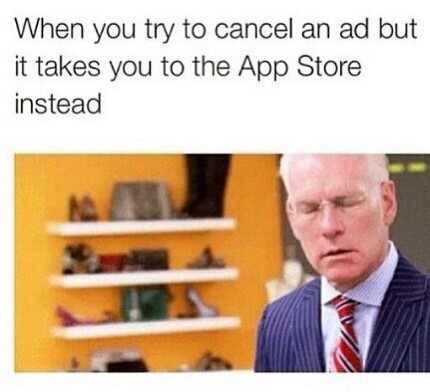 When you try to cancel an ad but
it takes you to the App Store
instead